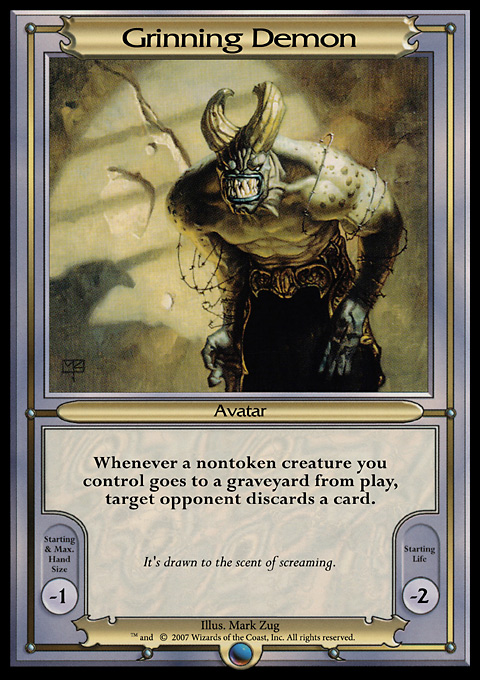 Grinning Demon
Avatar
Whenever a nontoken creature you
control goes to a graveyard from play,
target opponent discards a card.
Starting
& Max.
Hand
Size
-1
It's drawn to the scent of screaming.
Starting
Life
-2
Illus. Mark Zug
™ and © 2007 Wizards of the Coast, Inc. All rights reserved.